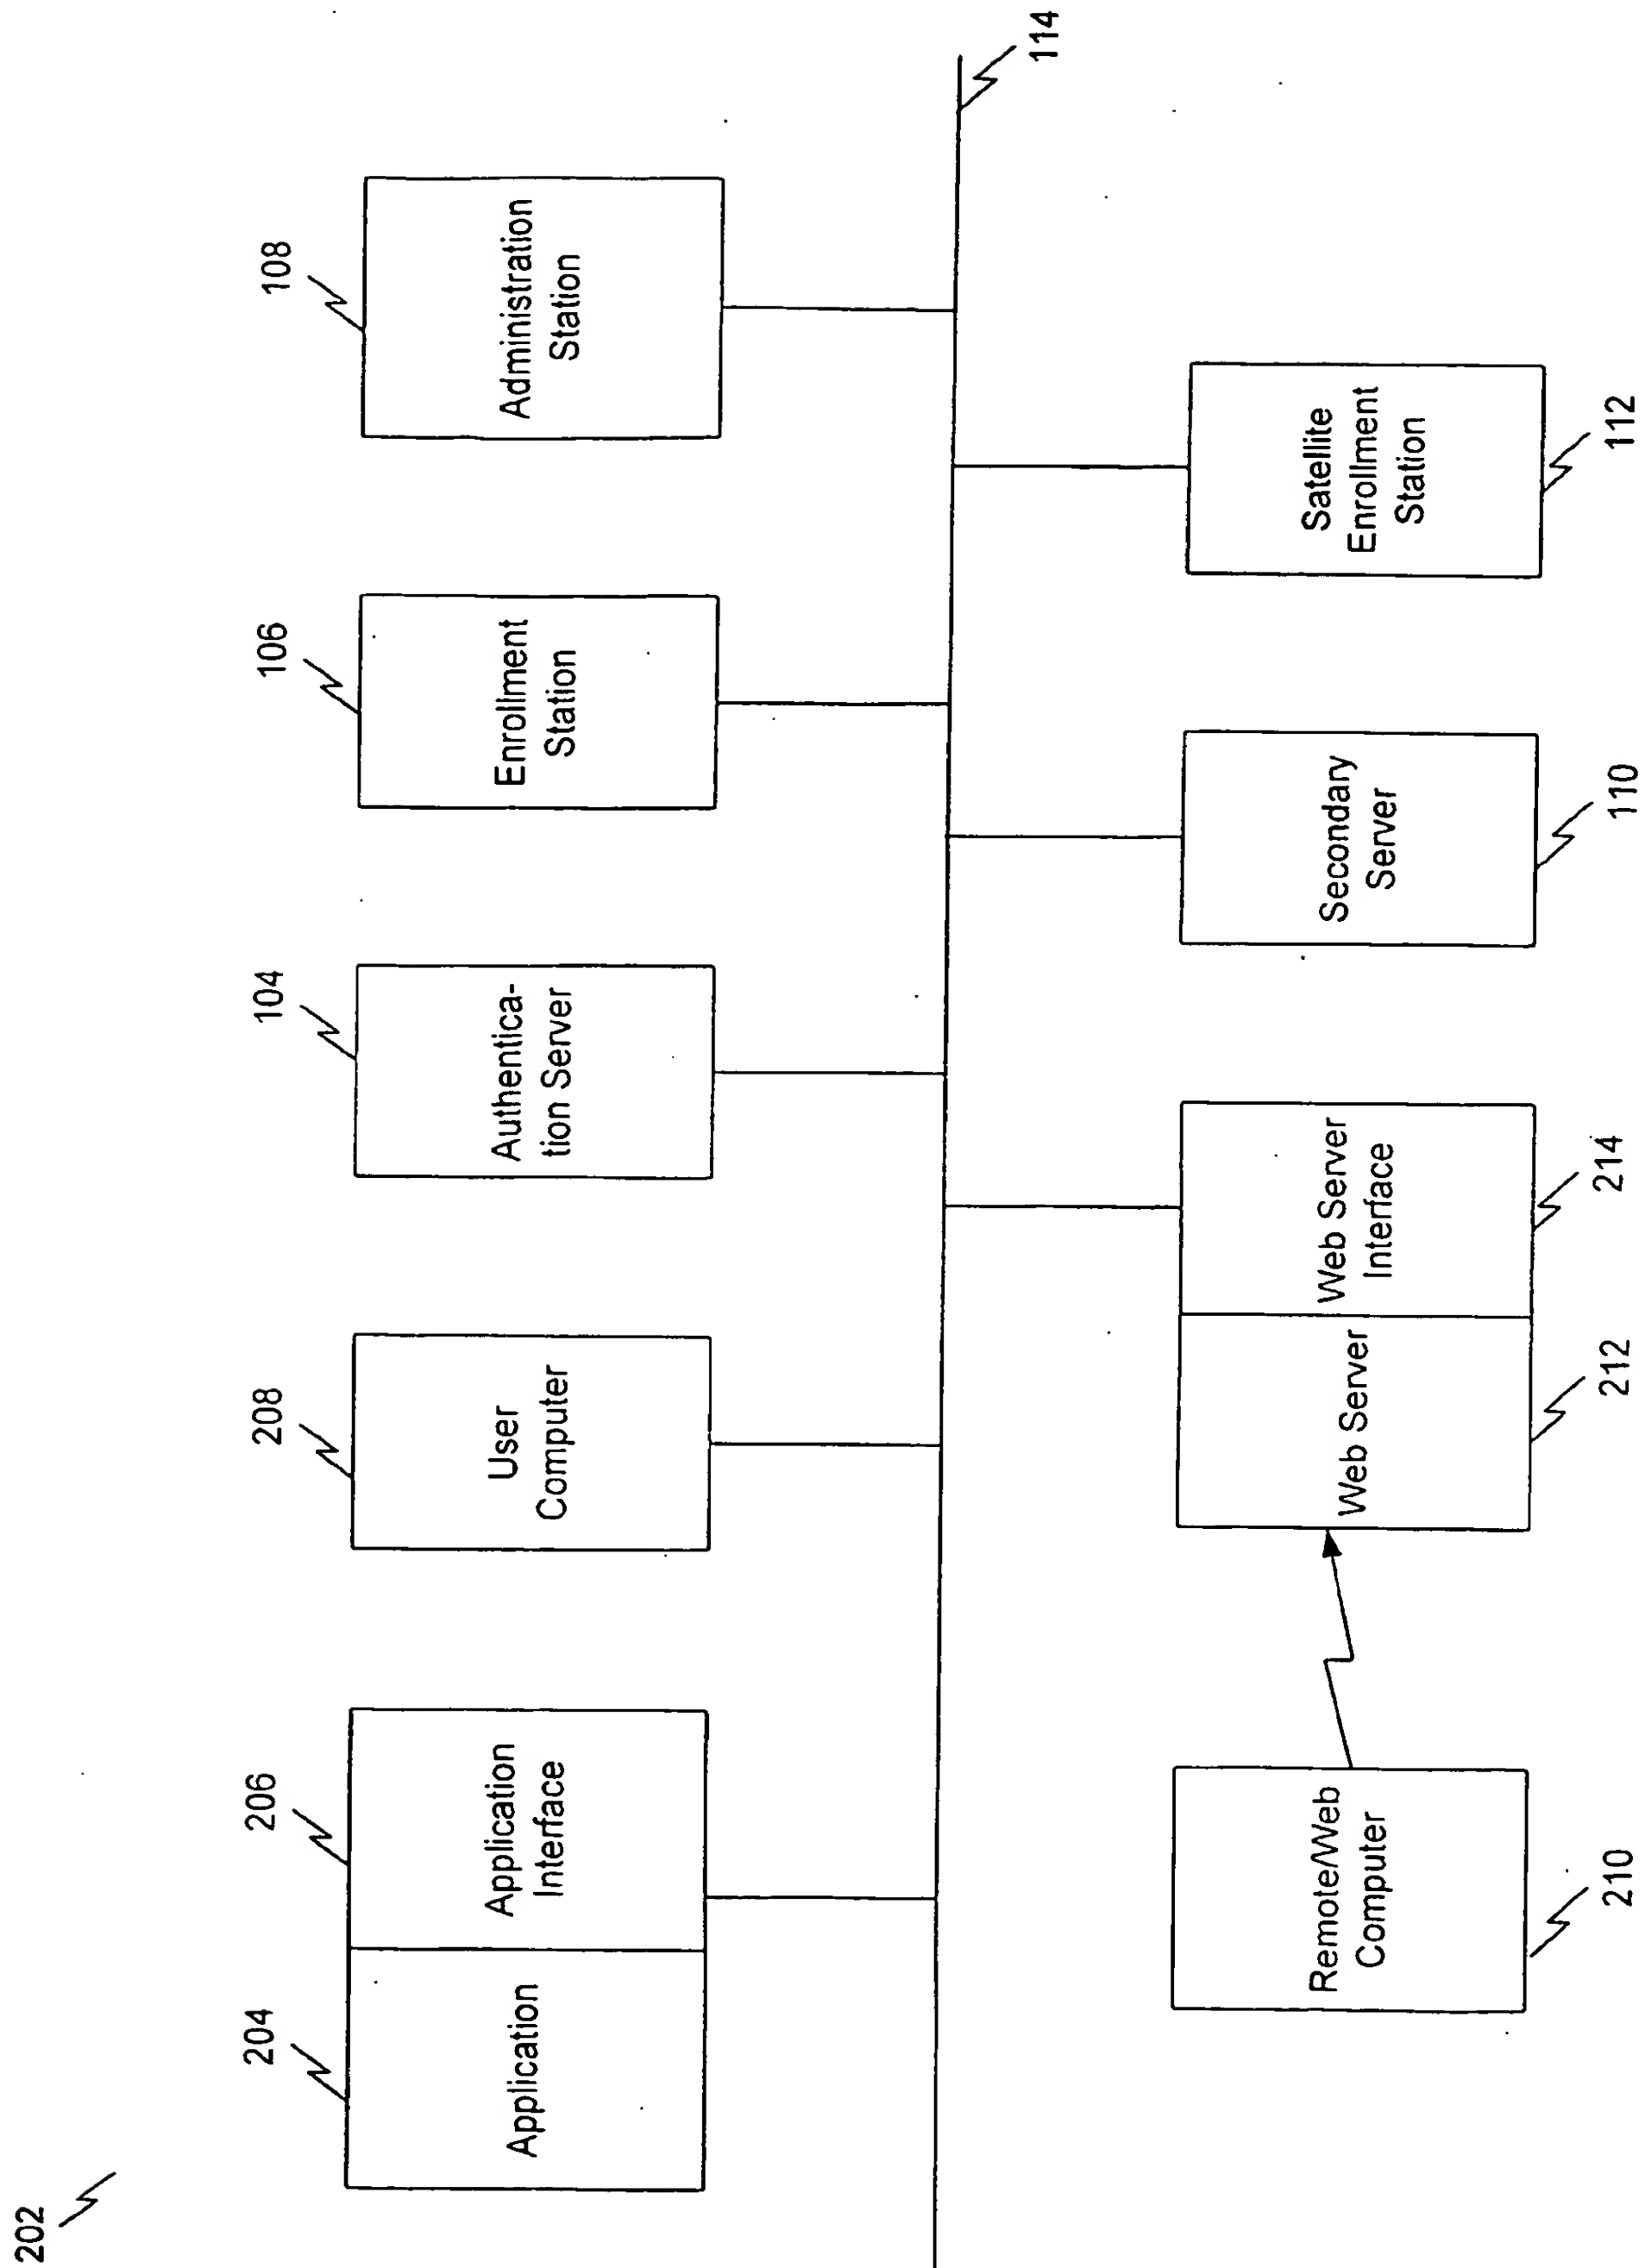 202
204
206
208
104
106
108
Application
Application
Interface
User
Computer
Authentica-
tion Server
Enrollment
Station
Administration
Station
114
Remote/Web
Computer
Web Server
Web Server
Interface
Secondary
Server
Satellite
Enrollment
Station
210
212
214
110
112